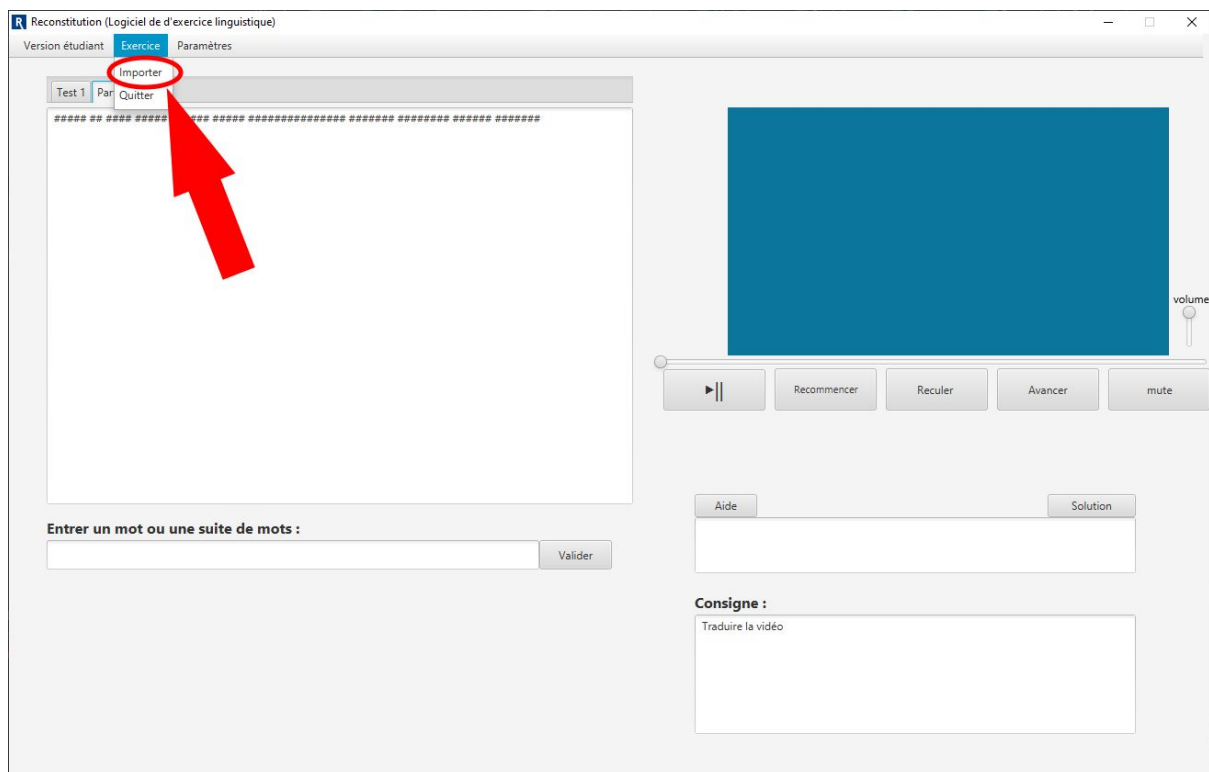 R Reconstitution (Logiciel de d'exercice linguistique)
Version étudiant Exercice Paramètres
Importer
Quitter
Test 1 Par
##### ## #### ##### #### ##### ############### ####### ######## ###### #######
volume
►|| Recommencer Reculer Avancer mute
Aide Solution
Entrer un mot ou une suite de mots :
Valider
Consigne :
Traduire la vidéo